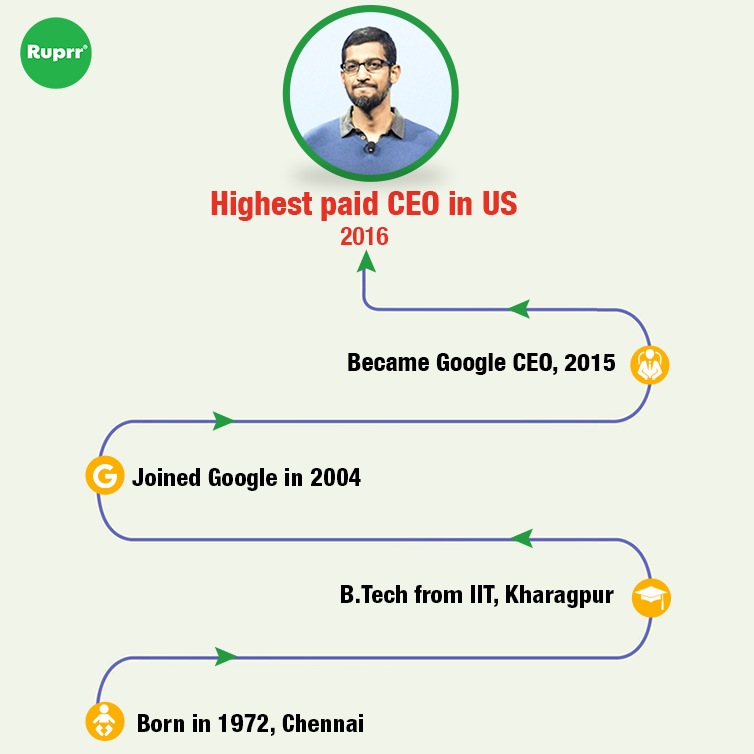 Ruprr®
Highest paid CEO in US
2016
Became Google CEO, 2015
G
Joined Google in 2004
B.Tech from IIT, Kharagpur
Born in 1972, Chennai